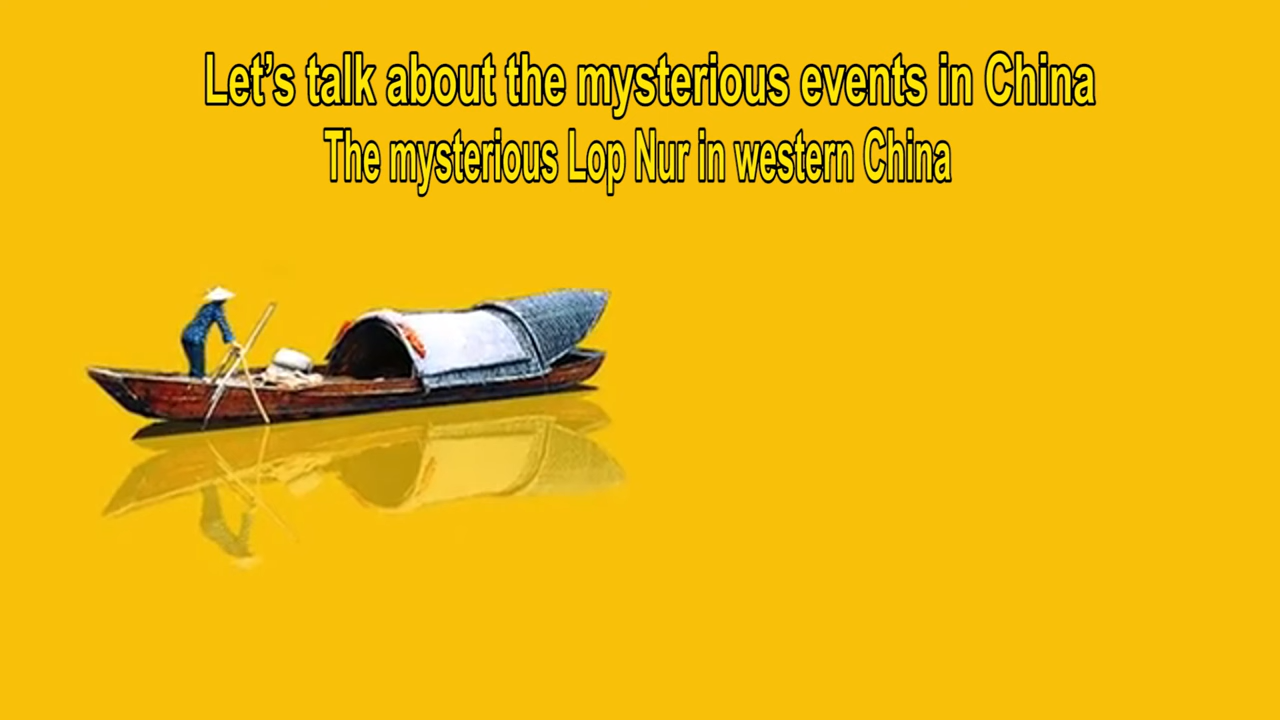 Let’s talk about the mysterious events in China
The mysterious Lop Nur in western China